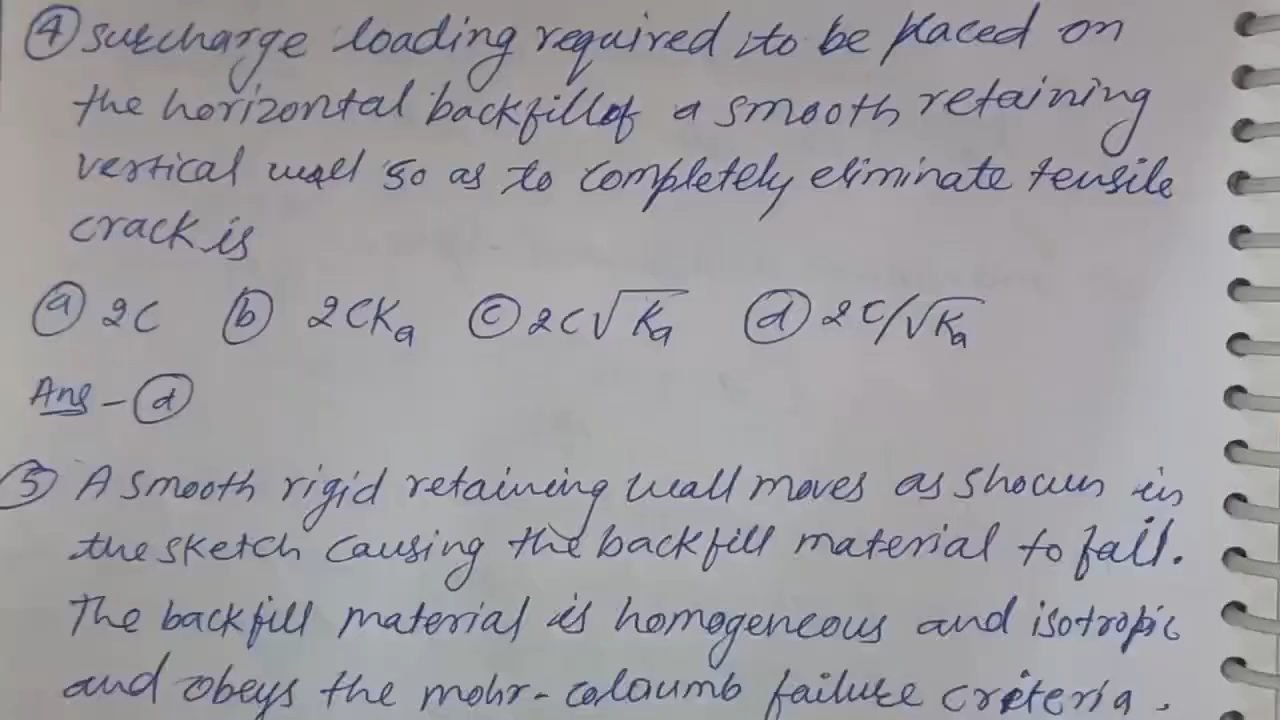 ④ Surcharge loading required to be placed on
the horizontal backfill of a smooth retaining
vertical wall so as to completely eliminate tensile
crack is
ⓐ 2C ⓑ 2CKₐ ⓒ 2C√Kₐ ⓓ 2C/√Kₐ
Ans - ⓓ
⑤ A smooth rigid retaining wall moves as shown in
the sketch causing the backfill material to fail.
The backfill material is homogeneous and isotropic
and obeys the mohr-coloumb failure criteria.